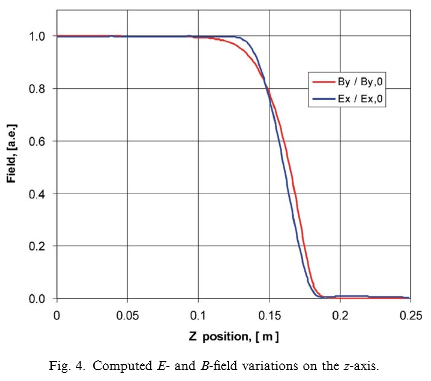 1.0
0.8
0.6
0.4
0.2
0.0
Field, [a.e.]
By / By,0
Ex / Ex,0
0 0.05 0.1 0.15 0.2 0.25
Z position, [ m ]
Fig. 4. Computed E- and B-field variations on the z-axis.